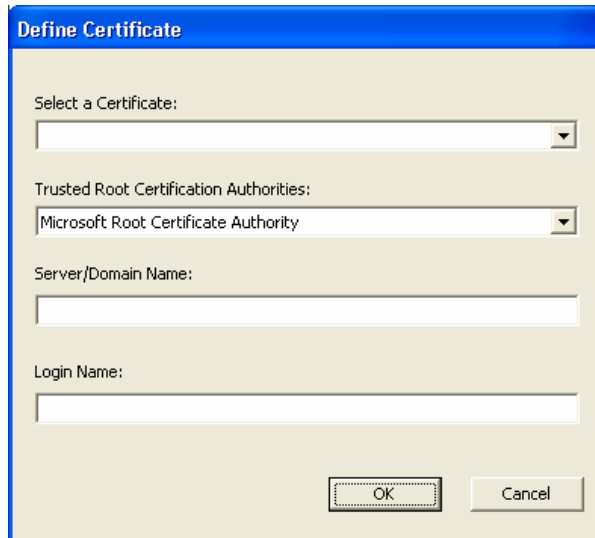 Define Certificate
Select a Certificate:
Trusted Root Certification Authorities:
Microsoft Root Certificate Authority
Server/Domain Name:
Login Name:
OK Cancel